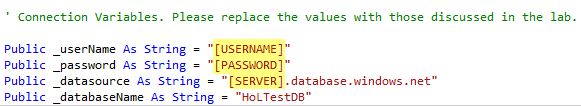 ' Connection Variables. Please replace the values with those discussed in the lab.
Public _userName As String = "[USERNAME]"
Public _password As String = "[PASSWORD]"
Public _datasource As String = "[SERVER].database.windows.net"
Public _databaseName As String = "HoLTestDB"